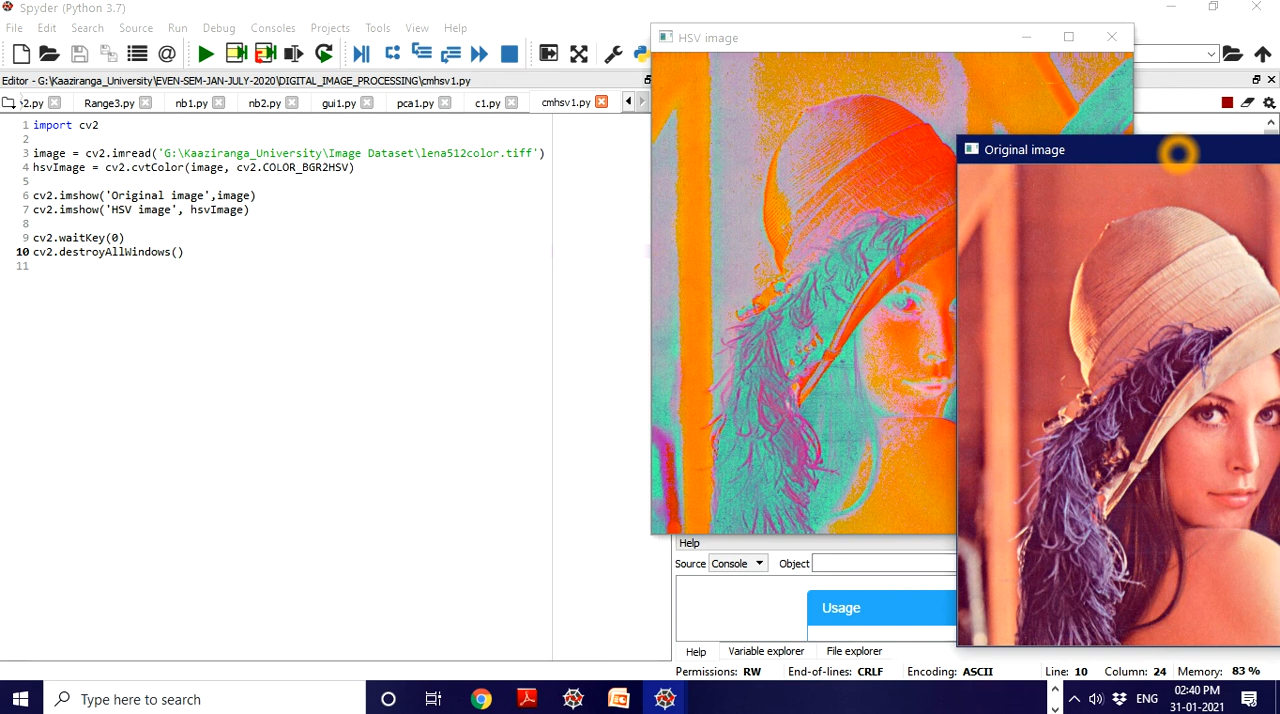 Spyder (Python 3.7)
File Edit Search Source Run Debug Consoles Projects Tools View Help
Editor - G:\Kaaziranga_University\EVEN-SEM-JAN-JULY-2020\DIGITAL_IMAGE_PROCESSING\cmhsv1.py
2.py Range3.py nb1.py nb2.py gui1.py pca1.py c1.py cmhsv1.py
1 import cv2
2
3 image = cv2.imread('G:\Kaaziranga_University\Image Dataset\lena512color.tiff')
4 hsvImage = cv2.cvtColor(image, cv2.COLOR_BGR2HSV)
5
6 cv2.imshow('Original image',image)
7 cv2.imshow('HSV image', hsvImage)
8
9 cv2.waitKey(0)
10 cv2.destroyAllWindows()
11
HSV image
Original image
Help
Source Console Object
Usage
Help Variable explorer File explorer
Permissions: RW End-of-lines: CRLF Encoding: ASCII Line: 10 Column: 24 Memory: 83 %
Type here to search
ENG
02:40 PM
31-01-2021